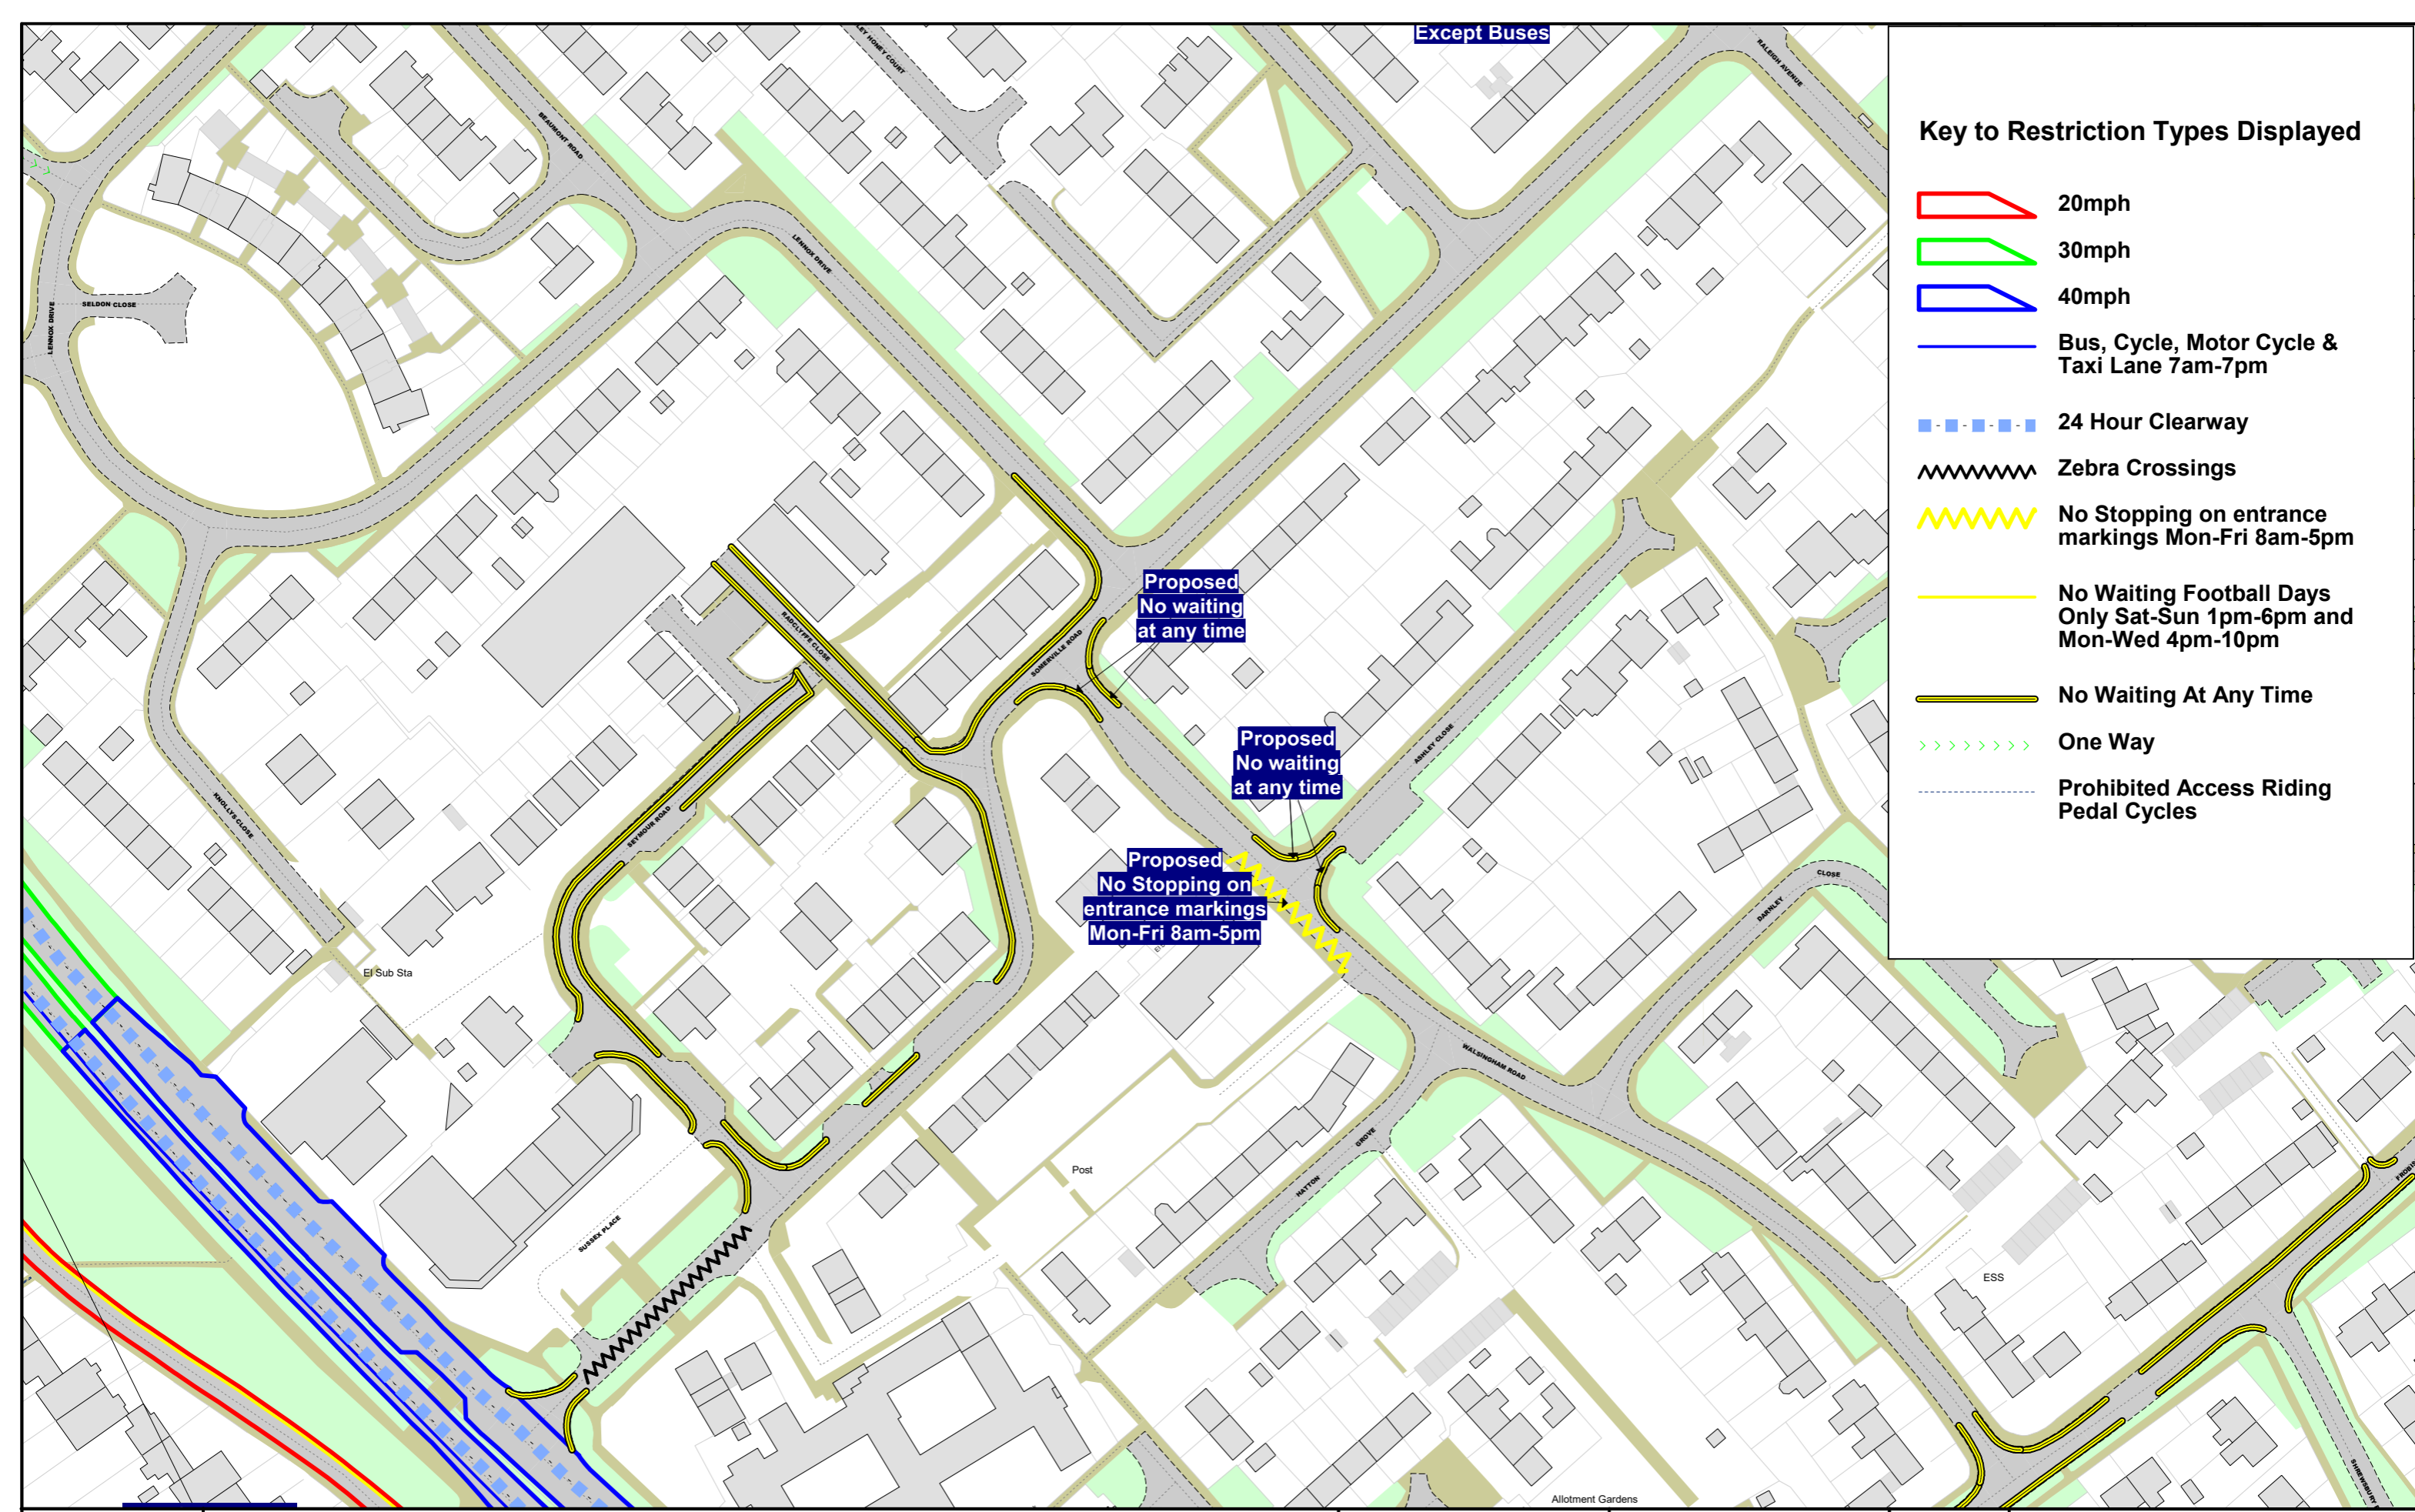 Except Buses
LEY HONEY COURT
RALEIGH AVENUE
BEAUMONT ROAD
LENNOX DRIVE
SELDON CLOSE
LENNOX DRIVE
Proposed
No waiting
at any time
RADCLYFFE CLOSE
SOMERVILLE ROAD
Proposed
No waiting
at any time
ASHLEY CLOSE
KNOLLYS CLOSE
SEYMOUR ROAD
Proposed
No Stopping on
entrance markings
Mon-Fri 8am-5pm
CLOSE
DARNLEY
El Sub Sta
WALSINGHAM ROAD
GROVE
HATTON
Post
SUSSEX PLACE
ESS
FROBIS
SHREWSBURY
Allotment Gardens
Key to Restriction Types Displayed
20mph
30mph
40mph
Bus, Cycle, Motor Cycle &
Taxi Lane 7am-7pm
24 Hour Clearway
Zebra Crossings
No Stopping on entrance
markings Mon-Fri 8am-5pm
No Waiting Football Days
Only Sat-Sun 1pm-6pm and
Mon-Wed 4pm-10pm
No Waiting At Any Time
One Way
Prohibited Access Riding
Pedal Cycles